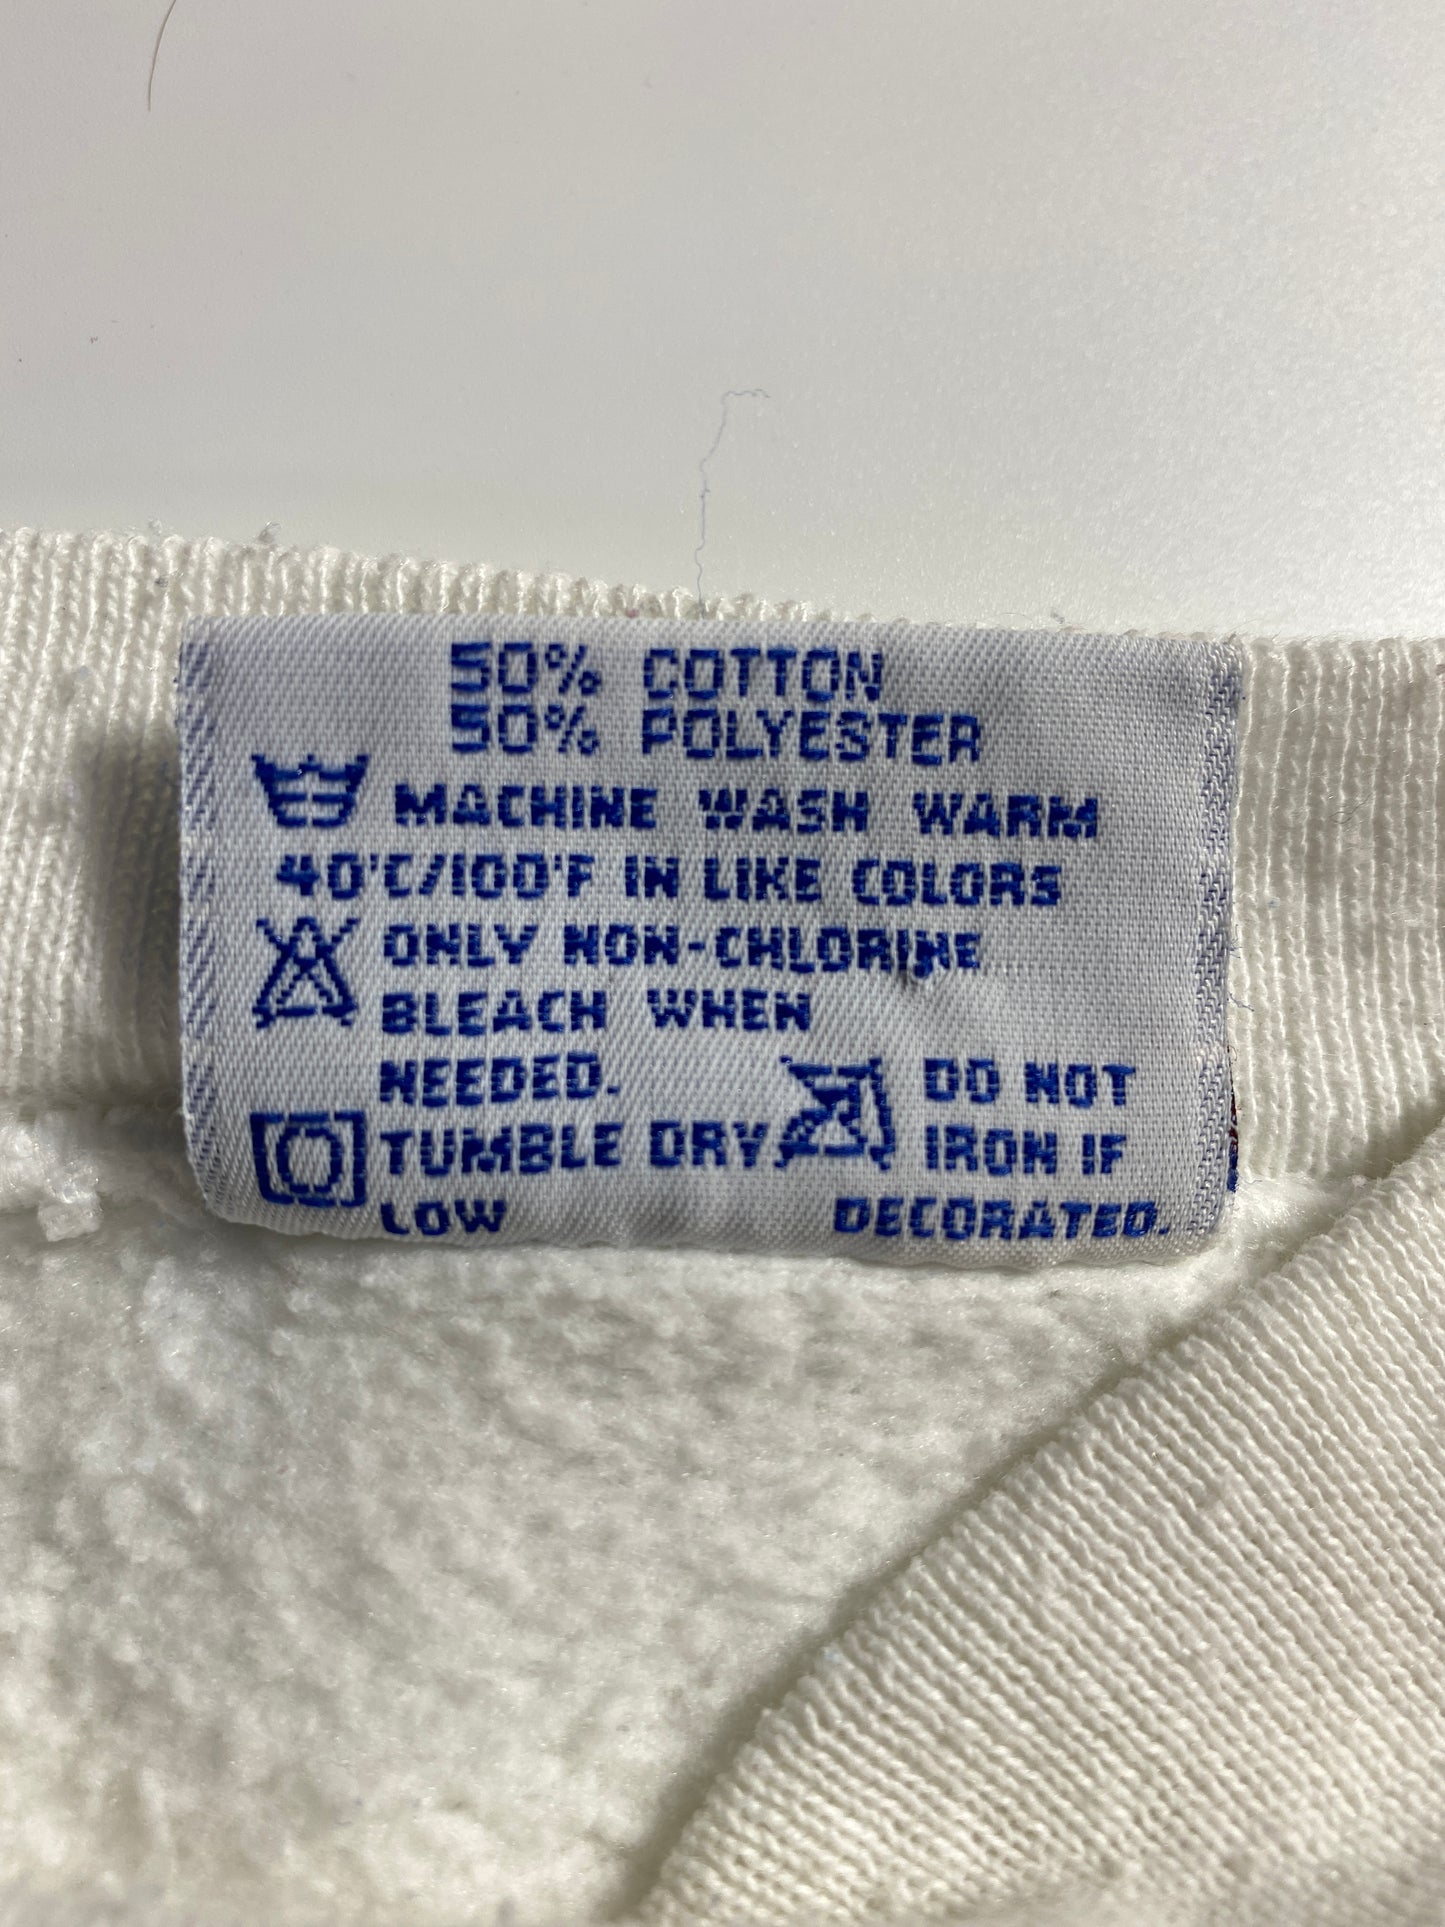 50% COTTON
50% POLYESTER
MACHINE WASH WARM
40'C/100'F IN LIKE COLORS
ONLY NON-CHLORINE
BLEACH WHEN
NEEDED.
TUMBLE DRY
LOW
DO NOT
IRON IF
DECORATED.